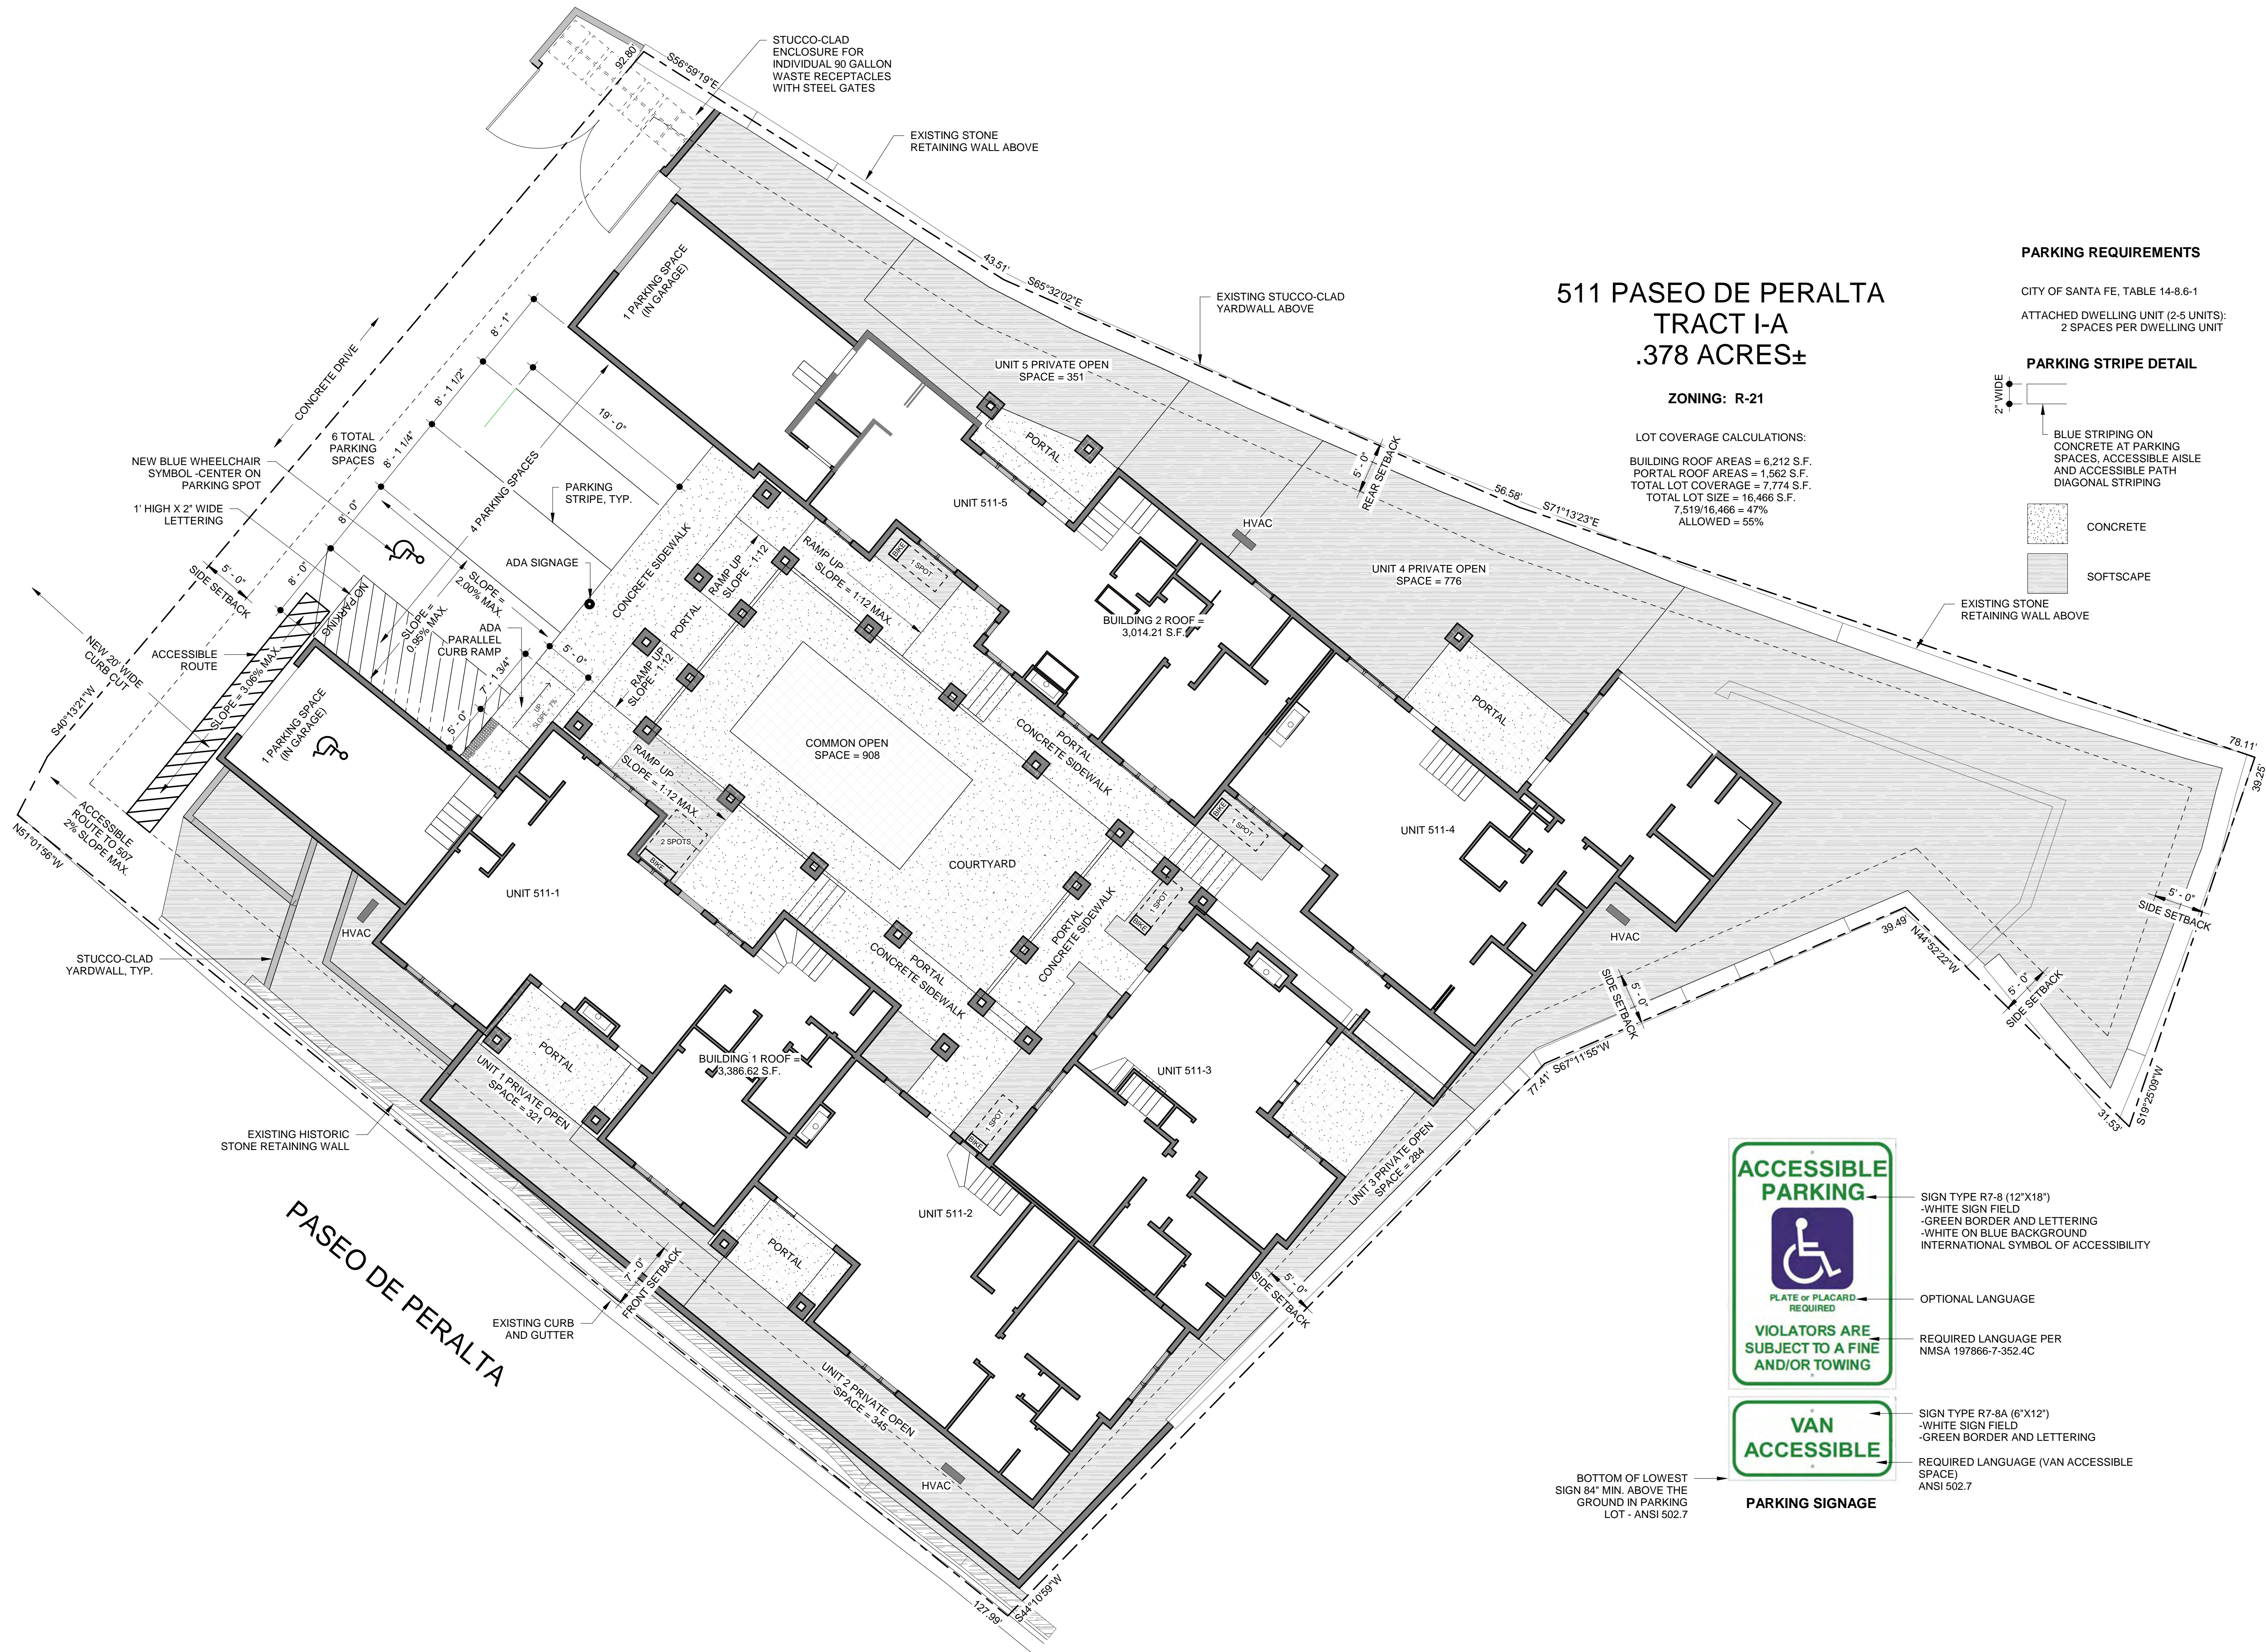 STUCCO-CLAD
ENCLOSURE FOR
INDIVIDUAL 90 GALLON
WASTE RECEPTACLES
WITH STEEL GATES
92.80'
S56°59'19"E
EXISTING STONE
RETAINING WALL ABOVE
43.51'
S65°32'02"E
EXISTING STUCCO-CLAD
YARDWALL ABOVE
511 PASEO DE PERALTA
TRACT I-A
.378 ACRES±
ZONING: R-21
LOT COVERAGE CALCULATIONS:
BUILDING ROOF AREAS = 6,212 S.F.
PORTAL ROOF AREAS = 1,562 S.F.
TOTAL LOT COVERAGE = 7,774 S.F.
TOTAL LOT SIZE = 16,466 S.F.
7,519/16,466 = 47%
ALLOWED = 55%
PARKING REQUIREMENTS
CITY OF SANTA FE, TABLE 14-8.6-1
ATTACHED DWELLING UNIT (2-5 UNITS):
2 SPACES PER DWELLING UNIT
PARKING STRIPE DETAIL
2" WIDE
BLUE STRIPING ON
CONCRETE AT PARKING
SPACES, ACCESSIBLE AISLE
AND ACCESSIBLE PATH
DIAGONAL STRIPING
CONCRETE
SOFTSCAPE
EXISTING STONE
RETAINING WALL ABOVE
1 PARKING SPACE
(IN GARAGE)
8' - 1"
8' - 1 1/2"
8' - 1 1/4"
8' - 0"
8' - 0"
19' - 0"
CONCRETE DRIVE
6 TOTAL
PARKING
SPACES
4 PARKING SPACES
PARKING
STRIPE, TYP.
NEW BLUE WHEELCHAIR
SYMBOL -CENTER ON
PARKING SPOT
1' HIGH X 2" WIDE
LETTERING
5' - 0"
SIDE SETBACK
NO PARKING
SLOPE =
2.00% MAX.
SLOPE =
0.95% MAX.
ADA SIGNAGE
ADA
PARALLEL
CURB RAMP
5' - 0"
7' - 1 3/4"
5' - 0"
UP
SLOPE = 7%
ACCESSIBLE
ROUTE
SLOPE = 3.06% MAX.
NEW 20' WIDE
CURB CUT
S40°13'21"W
ACCESSIBLE
ROUTE TO 507
2% SLOPE MAX.
N51°01'56"W
1 PARKING SPACE
(IN GARAGE)
CONCRETE SIDEWALK
PORTAL
RAMP UP
SLOPE - 1:12
RAMP UP
SLOPE - 1:12
RAMP UP
SLOPE = 1:12 MAX.
RAMP UP
SLOPE = 1:12 MAX.
BIKE
1 SPOT
2 SPOTS
BIKE
UNIT 5 PRIVATE OPEN
SPACE = 351
PORTAL
UNIT 511-5
HVAC
5' - 0"
REAR SETBACK
56.58'
S71°13'23"E
UNIT 4 PRIVATE OPEN
SPACE = 776
BUILDING 2 ROOF =
3,014.21 S.F.
PORTAL
78.11'
39.25'
COMMON OPEN
SPACE = 908
PORTAL
CONCRETE SIDEWALK
COURTYARD
BIKE
1 SPOT
UNIT 511-4
PORTAL
CONCRETE SIDEWALK
1 SPOT
BIKE
PORTAL
CONCRETE SIDEWALK
HVAC
39.49'
N44°52'22"W
5' - 0"
SIDE SETBACK
5' - 0"
SIDE SETBACK
SIDE SETBACK
5' - 0"
31.53'
S19°25'09"W
77.41'
S67°11'55"W
UNIT 511-1
HVAC
STUCCO-CLAD
YARDWALL, TYP.
PORTAL
UNIT 1 PRIVATE OPEN
SPACE = 321
BUILDING 1 ROOF =
3,386.62 S.F.
UNIT 511-3
1 SPOT
BIKE
UNIT 3 PRIVATE OPEN
SPACE = 284
EXISTING HISTORIC
STONE RETAINING WALL
UNIT 511-2
PORTAL
PASEO DE PERALTA
7' - 0"
FRONT SETBACK
EXISTING CURB
AND GUTTER
5' - 0"
SIDE SETBACK
UNIT 2 PRIVATE OPEN
SPACE = 345
HVAC
127.99'
S44°10'59"W
ACCESSIBLE
PARKING
PLATE or PLACARD
REQUIRED
VIOLATORS ARE
SUBJECT TO A FINE
AND/OR TOWING
VAN
ACCESSIBLE
SIGN TYPE R7-8 (12"X18")
-WHITE SIGN FIELD
-GREEN BORDER AND LETTERING
-WHITE ON BLUE BACKGROUND
INTERNATIONAL SYMBOL OF ACCESSIBILITY
OPTIONAL LANGUAGE
REQUIRED LANGUAGE PER
NMSA 197866-7-352.4C
SIGN TYPE R7-8A (6"X12")
-WHITE SIGN FIELD
-GREEN BORDER AND LETTERING
REQUIRED LANGUAGE (VAN ACCESSIBLE
SPACE)
ANSI 502.7
BOTTOM OF LOWEST
SIGN 84" MIN. ABOVE THE
GROUND IN PARKING
LOT - ANSI 502.7
PARKING SIGNAGE